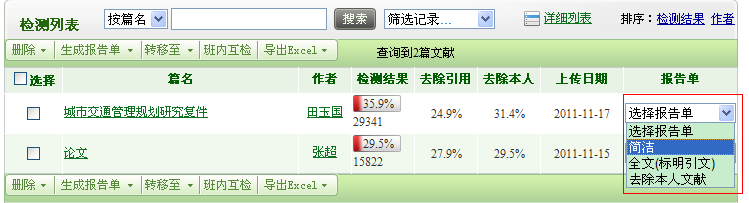 检测列表 按篇名 搜索 筛选记录… 详细列表 排序：检测结果 作者
删除 生成报告单 转移至 班内互检 导出Excel 查询到2篇文献
选择 篇名 作者 检测结果 去除引用 去除本人 上传日期 报告单
城市交通管理规划研究复件 田玉国 35.9% 24.9% 31.4% 2011-11-17 选择报告单
29341
论文 张超 29.5% 27.9% 29.5% 2011-11-15
15822
选择报告单
简洁
全文(标明引文)
去除本人文献
删除 生成报告单 转移至 班内互检 导出Excel